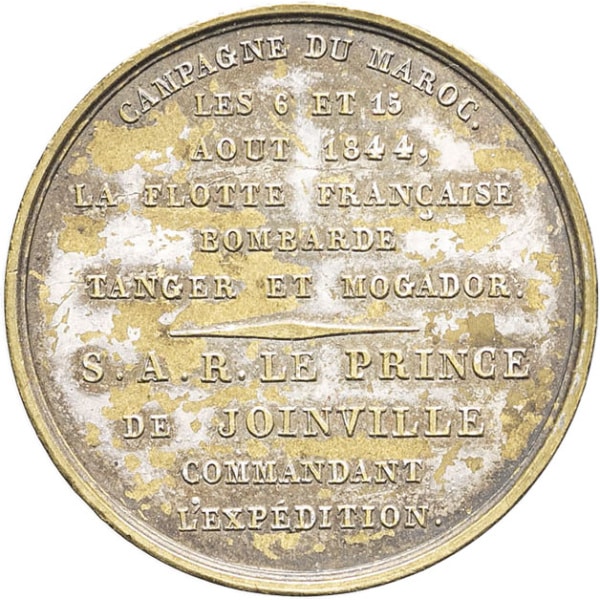 CAMPAGNE DU MAROC.
LES 6 ET 15
AOUT 1844,
LA FLOTTE FRANÇAISE
BOMBARDE
TANGER ET MOGADOR.
S. A. R. LE PRINCE
DE JOINVILLE
COMMANDANT
L'EXPÉDITION.